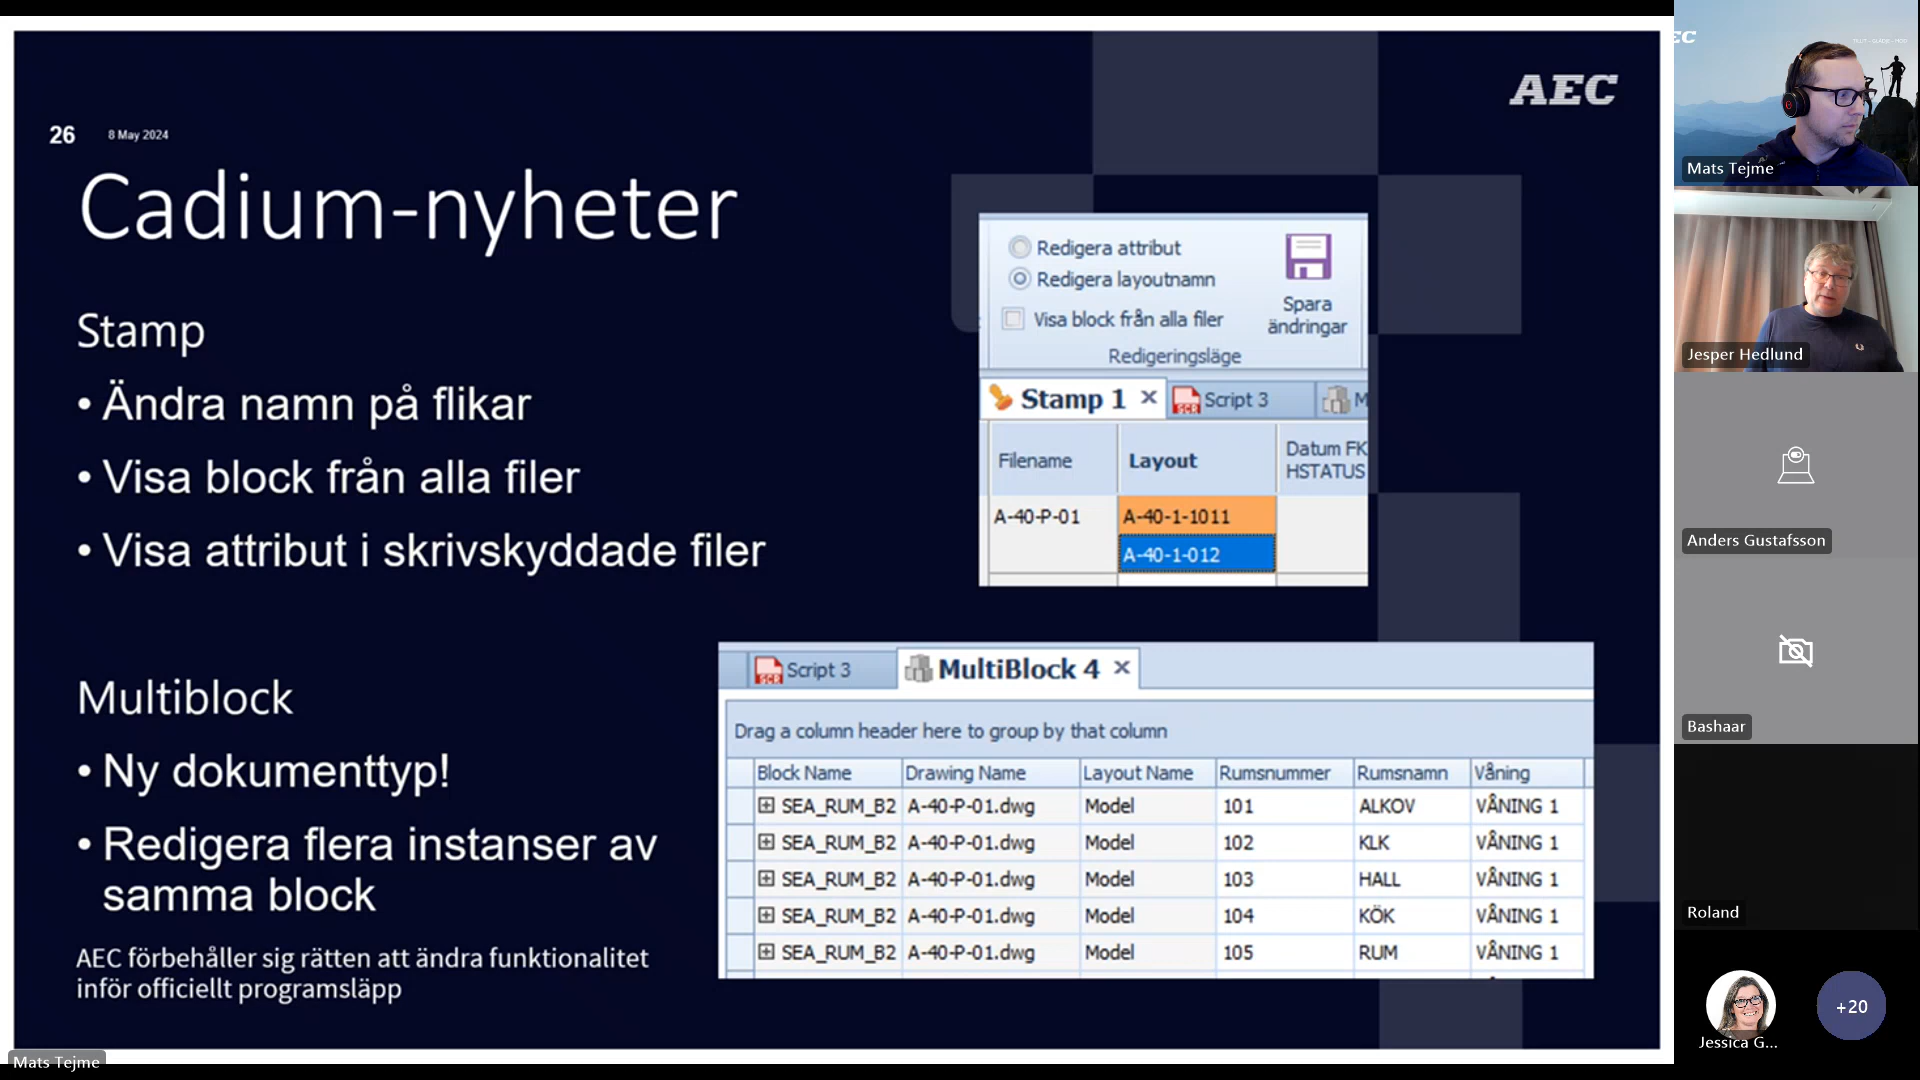 26
8 May 2024
AEC
Cadium-nyheter
Stamp
• Ändra namn på flikar
• Visa block från alla filer
• Visa attribut i skrivskyddade filer
Multiblock
• Ny dokumenttyp!
• Redigera flera instanser av
samma block
AEC förbehåller sig rätten att ändra funktionalitet
inför officiellt programsläpp
Redigera attribut
Redigera layoutnamn
Visa block från alla filer
Spara
ändringar
Redigeringsläge
Stamp 1
SCR
Script 3
M
Filename
Layout
Datum FK
HSTATUS
A-40-P-01
A-40-1-1011
A-40-1-012
SCR
Script 3
MultiBlock 4
Drag a column header here to group by that column
Block Name Drawing Name Layout Name Rumsnummer Rumsnamn Våning
SEA_RUM_B2 A-40-P-01.dwg Model 101 ALKOV VÅNING 1
SEA_RUM_B2 A-40-P-01.dwg Model 102 KLK VÅNING 1
SEA_RUM_B2 A-40-P-01.dwg Model 103 HALL VÅNING 1
SEA_RUM_B2 A-40-P-01.dwg Model 104 KÖK VÅNING 1
SEA_RUM_B2 A-40-P-01.dwg Model 105 RUM VÅNING 1
Mats Tejme
Mats Tejme
Jesper Hedlund
Anders Gustafsson
Bashaar
Roland
Jessica G...
+20